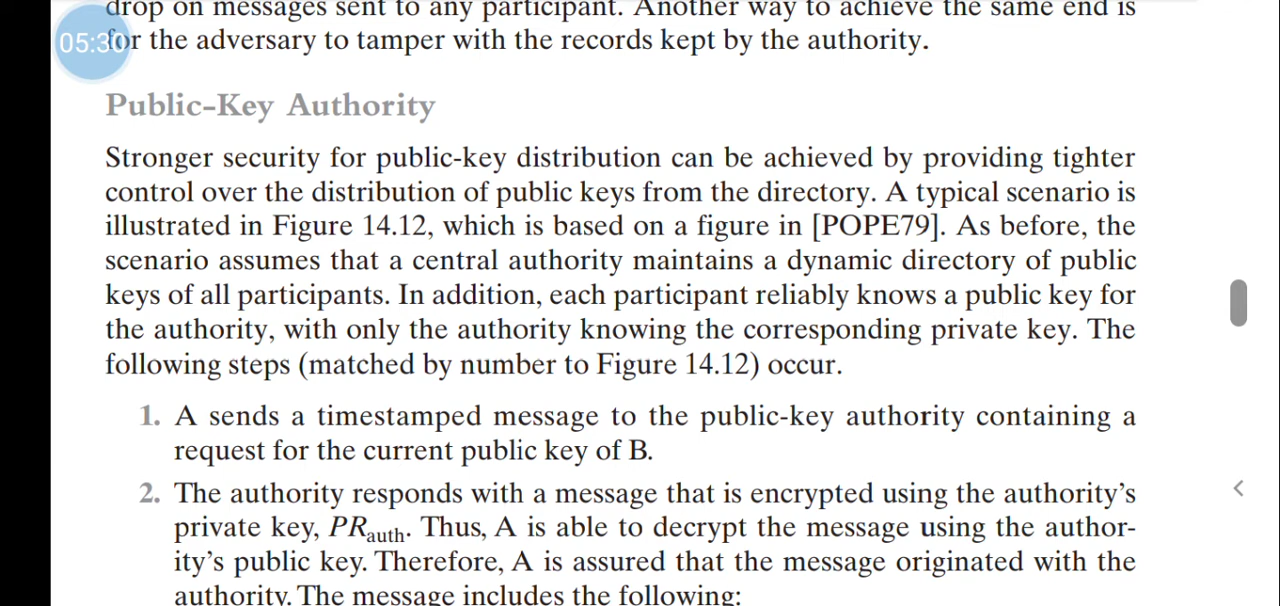 drop on messages sent to any participant. Another way to achieve the same end is
05:30
for the adversary to tamper with the records kept by the authority.
Public-Key Authority
Stronger security for public-key distribution can be achieved by providing tighter
control over the distribution of public keys from the directory. A typical scenario is
illustrated in Figure 14.12, which is based on a figure in [POPE79]. As before, the
scenario assumes that a central authority maintains a dynamic directory of public
keys of all participants. In addition, each participant reliably knows a public key for
the authority, with only the authority knowing the corresponding private key. The
following steps (matched by number to Figure 14.12) occur.
1. A sends a timestamped message to the public-key authority containing a
request for the current public key of B.
2. The authority responds with a message that is encrypted using the authority's
private key, PRauth. Thus, A is able to decrypt the message using the author-
ity's public key. Therefore, A is assured that the message originated with the
authority. The message includes the following: